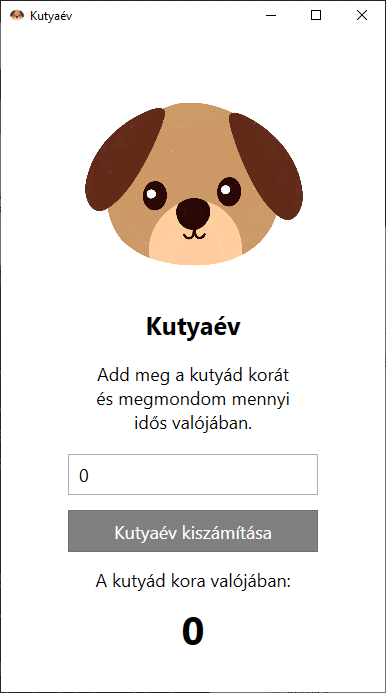 Kutyaév
Kutyaév
Add meg a kutyád korát
és megmondom mennyi
idős valójában.
0
Kutyaév kiszámítása
A kutyád kora valójában:
0